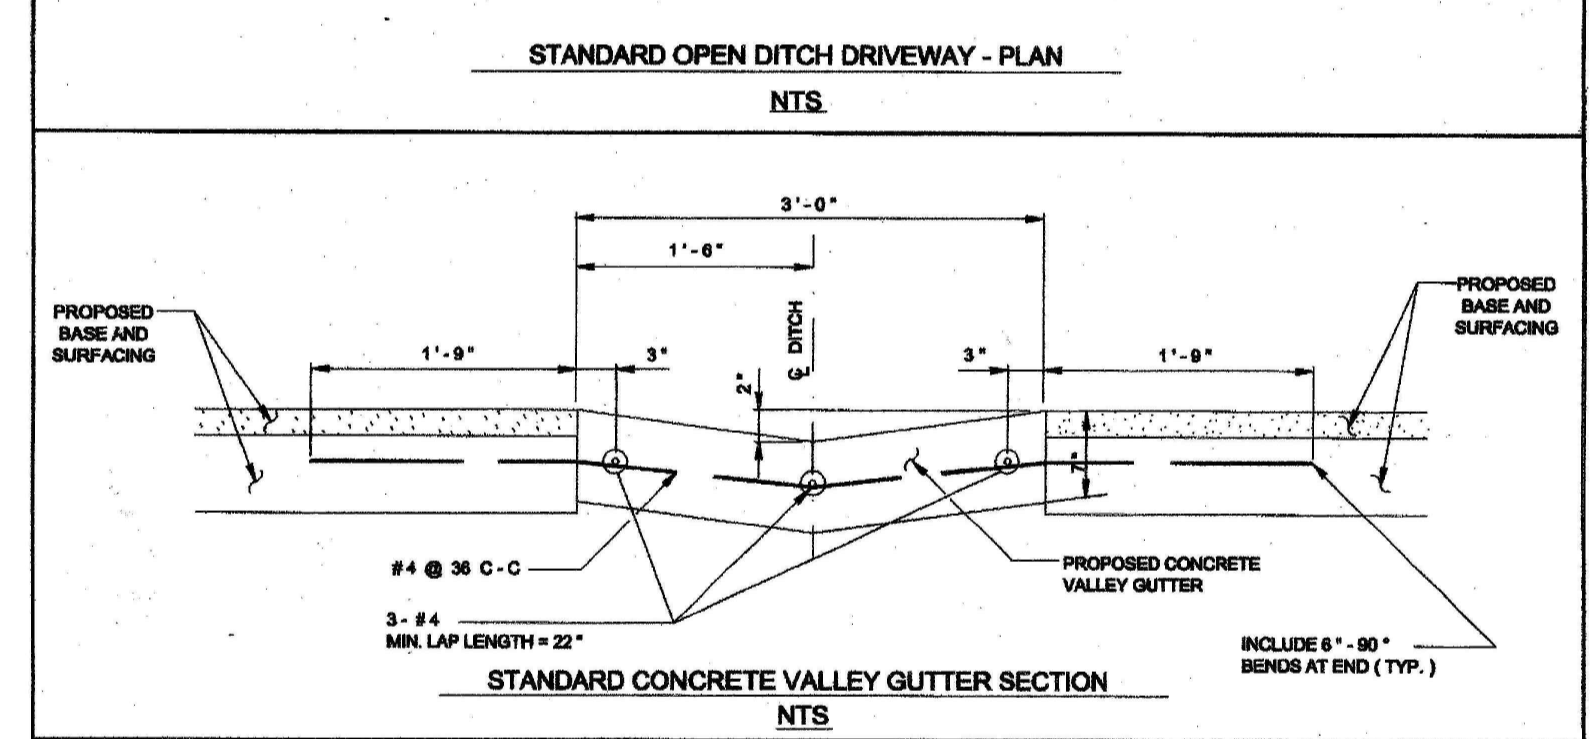 STANDARD OPEN DITCH DRIVEWAY - PLAN
NTS
3'-0"
1'-6"
PROPOSED
BASE AND
SURFACING
1'-9"
3"
2"
℄ DITCH
3"
1'-9"
PROPOSED
BASE AND
SURFACING
7"
#4 @ 36 C-C
3-#4
MIN. LAP LENGTH = 22"
PROPOSED CONCRETE
VALLEY GUTTER
INCLUDE 6"-90°
BENDS AT END (TYP.)
STANDARD CONCRETE VALLEY GUTTER SECTION
NTS